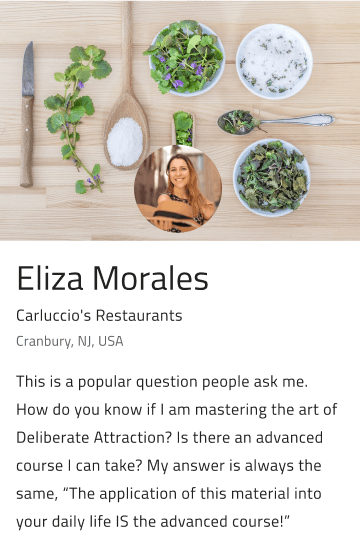 Eliza Morales
Carluccio's Restaurants
Cranbury, NJ, USA
This is a popular question people ask me.
How do you know if I am mastering the art of
Deliberate Attraction? Is there an advanced
course I can take? My answer is always the
same, “The application of this material into
your daily life IS the advanced course!”